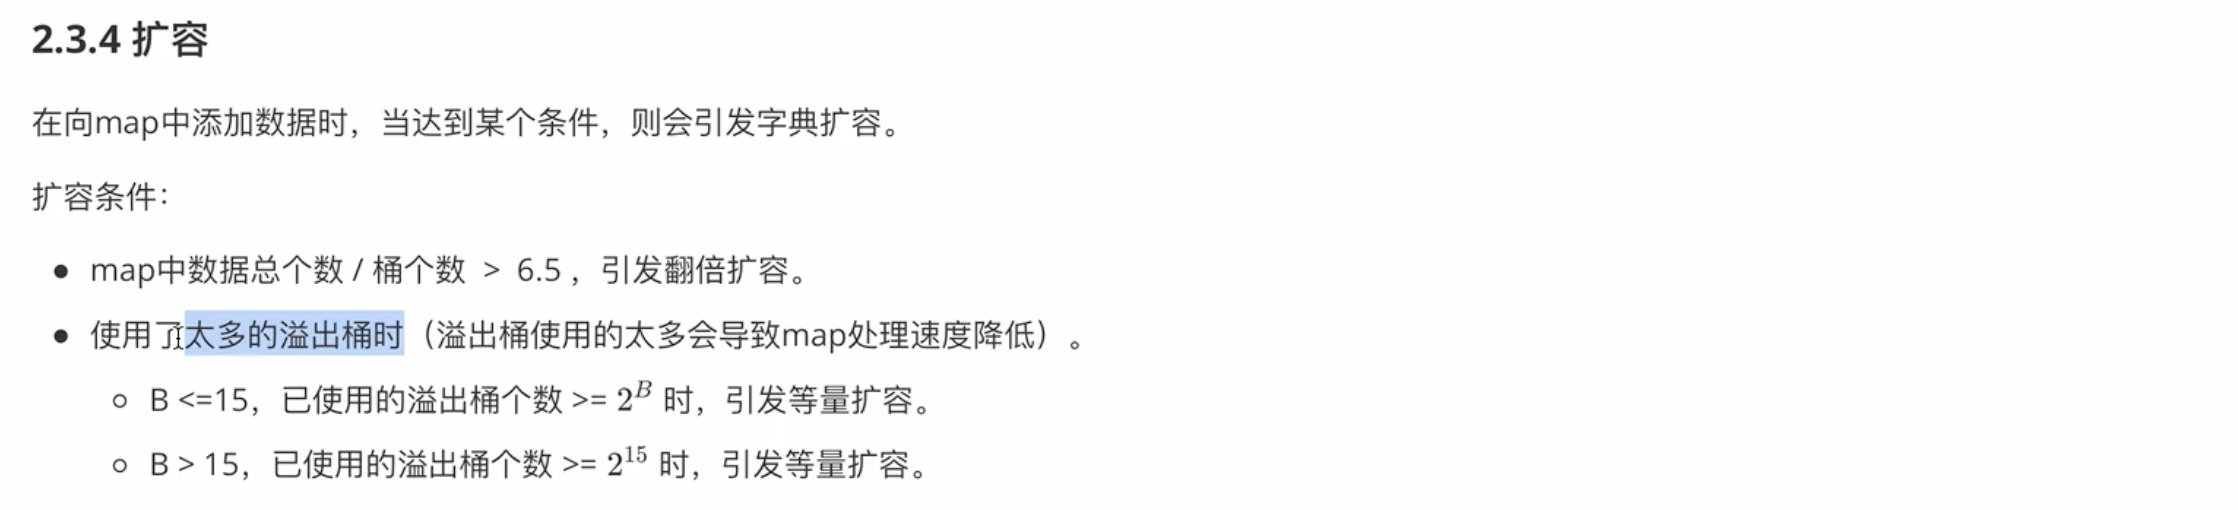 2.3.4 扩容
在向map中添加数据时，当达到某个条件，则会引发字典扩容。
扩容条件：
● map中数据总个数 / 桶个数 > 6.5 ，引发翻倍扩容。
● 使用了太多的溢出桶时（溢出桶使用的太多会导致map处理速度降低）。
○ B <=15，已使用的溢出桶个数 >= 2^B 时，引发等量扩容。
○ B > 15，已使用的溢出桶个数 >= 2^15 时，引发等量扩容。